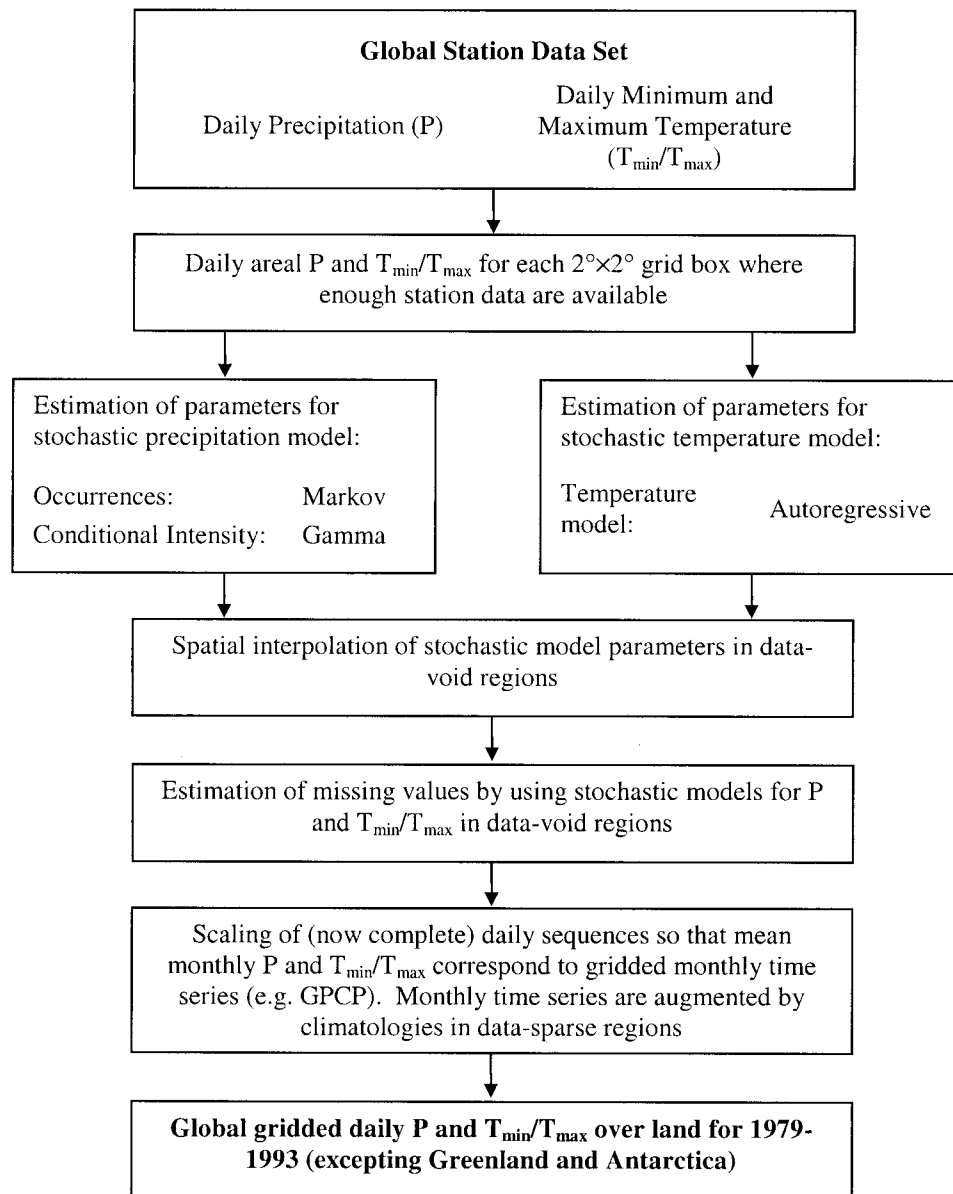 Global Station Data Set
Daily Precipitation (P)
Daily Minimum and
Maximum Temperature
(Tmin/Tmax)
Daily areal P and Tmin/Tmax for each 2°×2° grid box where
enough station data are available
Estimation of parameters for
stochastic precipitation model:
Occurrences: Markov
Conditional Intensity: Gamma
Estimation of parameters for
stochastic temperature model:
Temperature
model: Autoregressive
Spatial interpolation of stochastic model parameters in data-
void regions
Estimation of missing values by using stochastic models for P
and Tmin/Tmax in data-void regions
Scaling of (now complete) daily sequences so that mean
monthly P and Tmin/Tmax correspond to gridded monthly time
series (e.g. GPCP). Monthly time series are augmented by
climatologies in data-sparse regions
Global gridded daily P and Tmin/Tmax over land for 1979-
1993 (excepting Greenland and Antarctica)